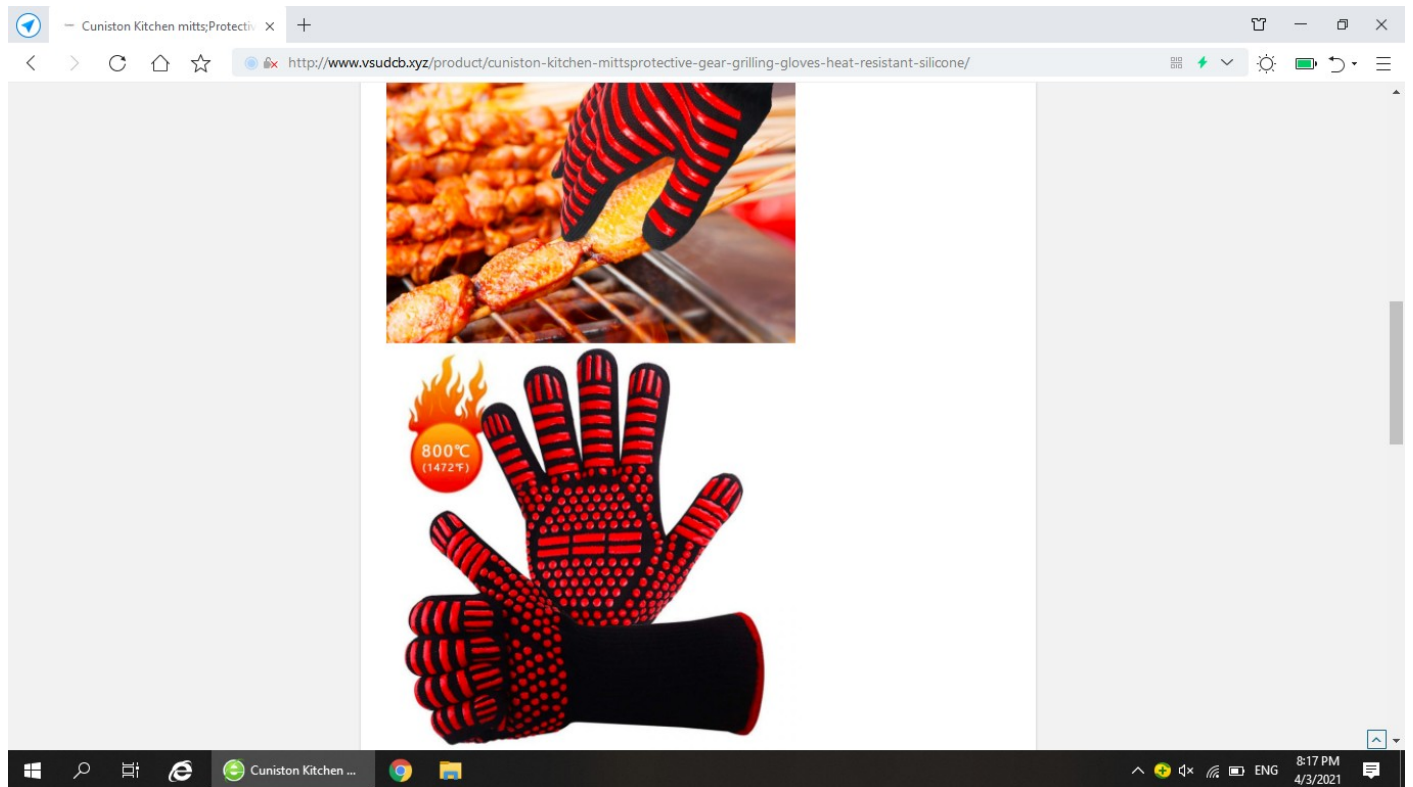 Cuniston Kitchen mitts;Protectiv
http://www.vsudcb.xyz/product/cuniston-kitchen-mittsprotective-gear-grilling-gloves-heat-resistant-silicone/
800℃
(1472℉)
Cuniston Kitchen ...
ENG
8:17 PM
4/3/2021